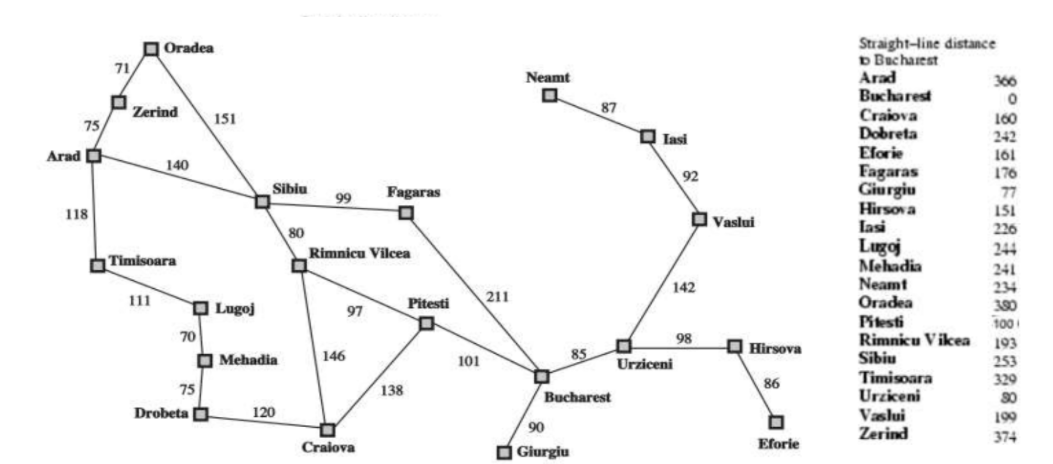 Oradea
71
Neamt
Zerind
87
151
75
Iasi
Arad
140
92
Sibiu
Fagaras
99
118
Vaslui
80
Rimnicu Vilcea
Timisoara
142
111
Pitesti
211
Lugoj
97
70
98
Hirsova
146
85
Mehadia
101
Urziceni
86
75
138
Bucharest
Drobeta
120
90
Eforie
Craiova
Giurgiu
Straight–line distance
to Bucharest
Arad 366
Bucharest 0
Craiova 160
Dobreta 242
Eforie 161
Fagaras 176
Giurgiu 77
Hirsova 151
Iasi 226
Lugoj 244
Mehadia 241
Neamt 234
Oradea 380
Pitesti 100
Rimnicu Vilcea 193
Sibiu 253
Timisoara 329
Urziceni 80
Vaslui 199
Zerind 374